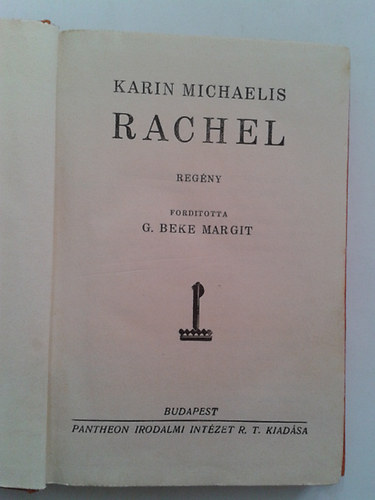 KARIN MICHAELIS
RACHEL
REGÉNY
FORDITOTTA
G. BEKE MARGIT
BUDAPEST
PANTHEON IRODALMI INTÉZET R. T. KIADÁSA